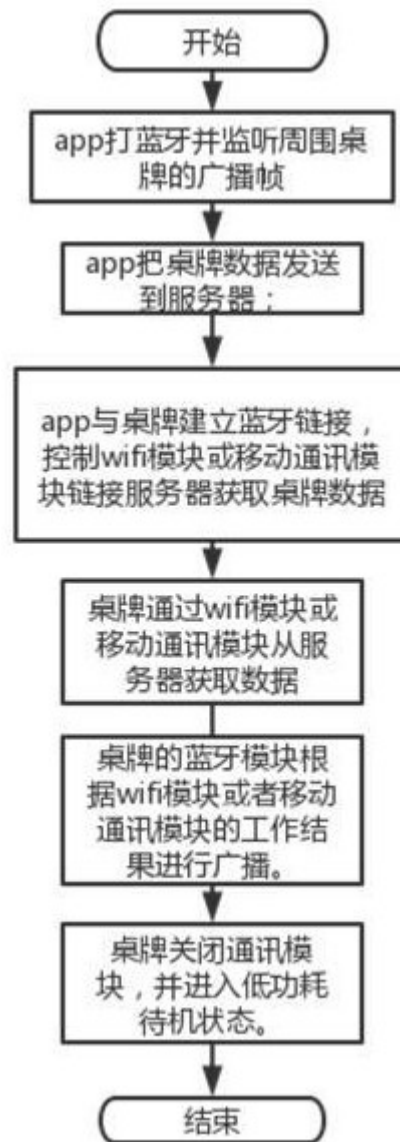 开始
app打蓝牙并监听周围桌
牌的广播帧
app把桌牌数据发送
到服务器；
app与桌牌建立蓝牙链接，
控制wifi模块或移动通讯模
块链接服务器获取桌牌数据
桌牌通过wifi模块或
移动通讯模块从服
务器获取数据
桌牌的蓝牙模块根
据wifi模块或者移动
通讯模块的工作结
果进行广播。
桌牌关闭通讯模
块，并进入低功耗
待机状态。
结束